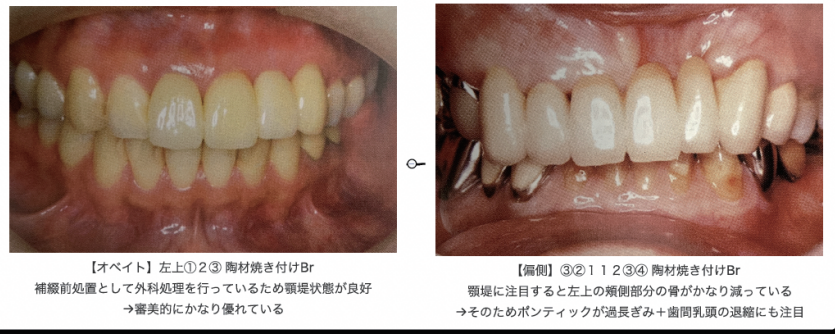 【オベイト】左上①２③ 陶材焼き付けBr
補綴前処置として外科処理を行っているため顎堤状態が良好
→審美的にかなり優れている
【偏側】③②１１２③④ 陶材焼き付けBr
顎堤に注目すると左上の頬側部分の骨がかなり減っている
→そのためポンティックが過長ぎみ＋歯間乳頭の退縮にも注目